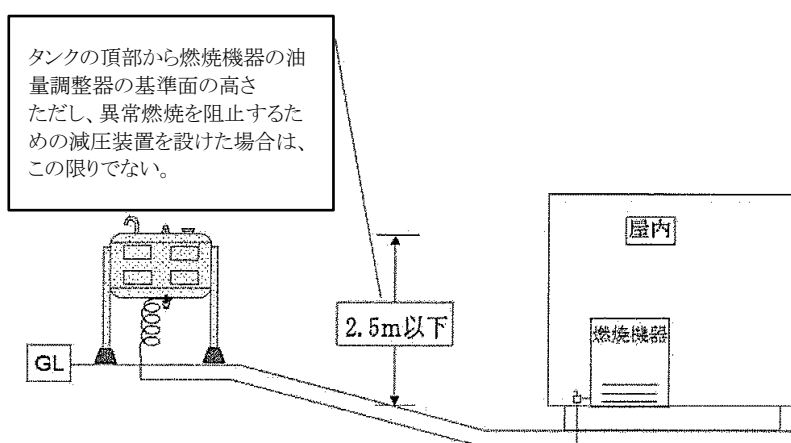 タンクの頂部から燃焼機器の油
量調整器の基準面の高さ
ただし、異常燃焼を阻止するた
めの減圧装置を設けた場合は、
この限りでない。
屋内
2.5m以下
燃焼機器
GL